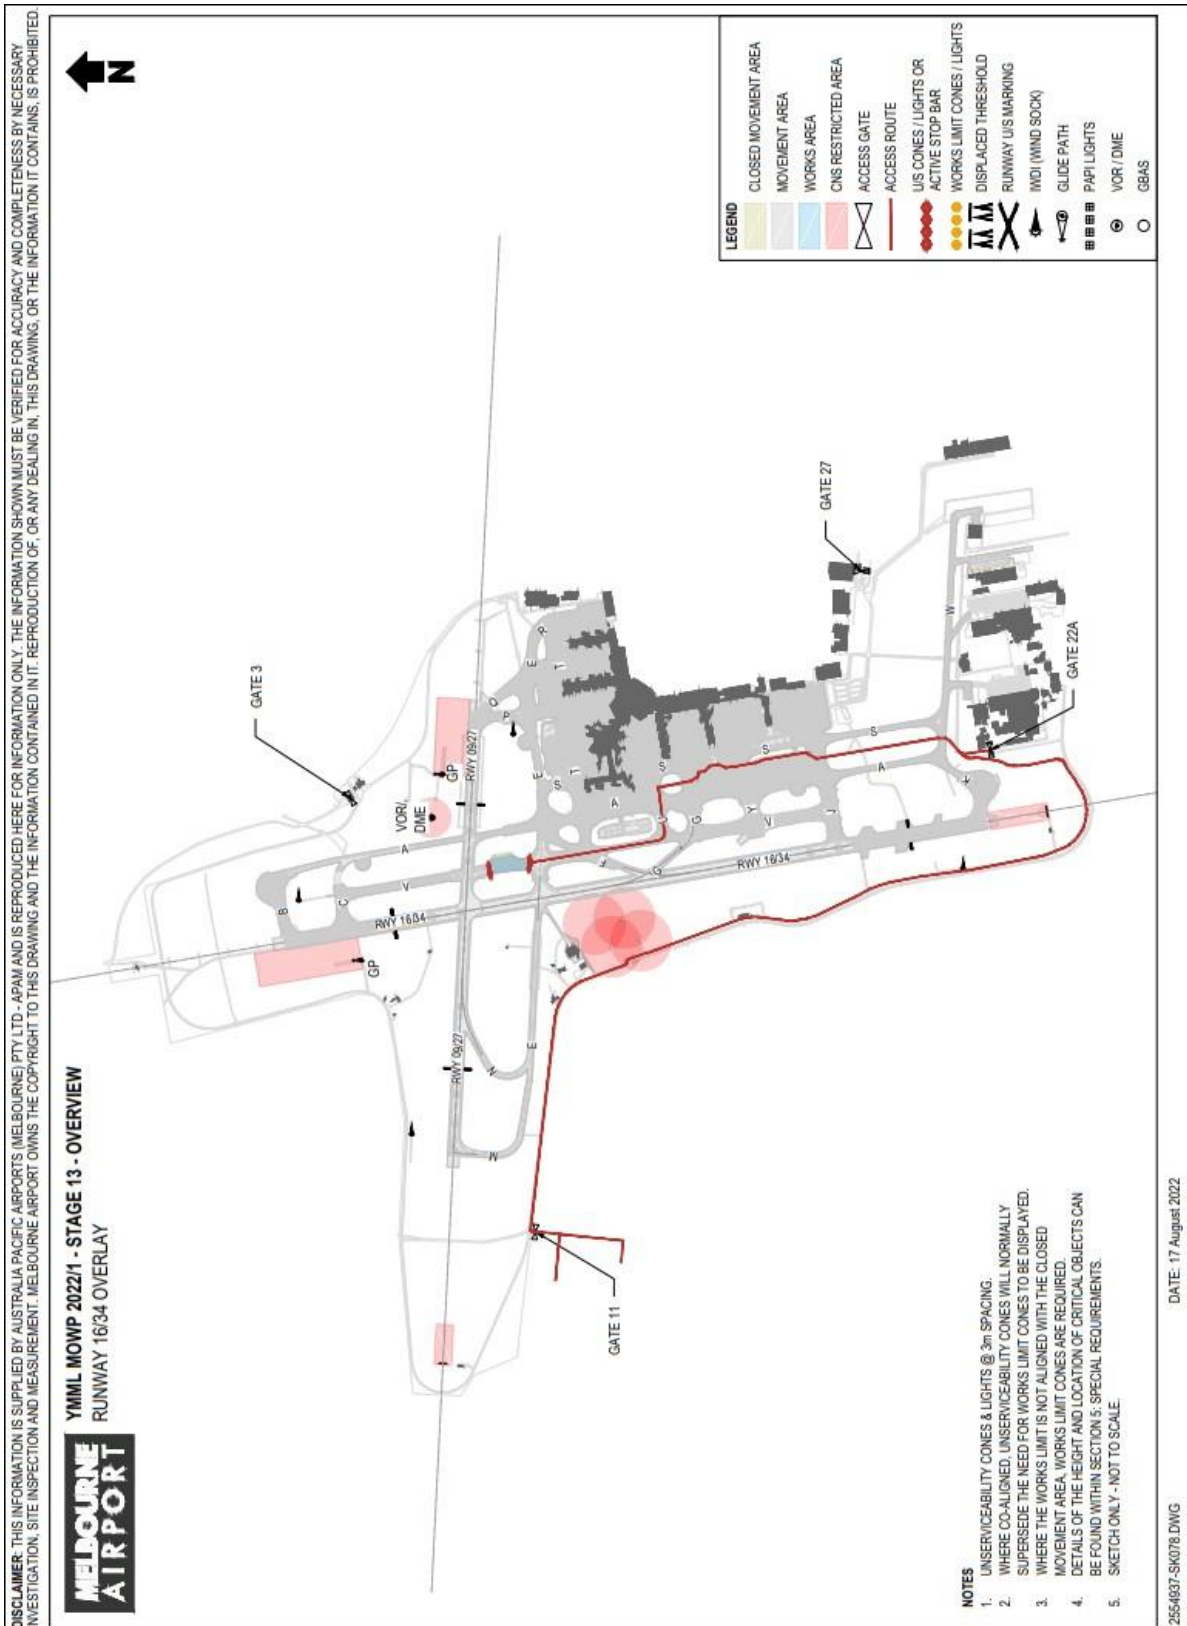 DISCLAIMER: THIS INFORMATION IS SUPPLIED BY AUSTRALIA PACIFIC AIRPORTS (MELBOURNE) PTY LTD - APAM AND IS REPRODUCED HERE FOR INFORMATION ONLY. THE INFORMATION SHOWN MUST BE VERIFIED FOR ACCURACY AND COMPLETENESS BY NECESSARY
INVESTIGATION, SITE INSPECTION AND MEASUREMENT. MELBOURNE AIRPORT OWNS THE COPYRIGHT TO THIS DRAWING AND THE INFORMATION CONTAINED IN IT. REPRODUCTION OF, OR ANY DEALING IN, THIS DRAWING, OR THE INFORMATION IT CONTAINS, IS PROHIBITED.
MELBOURNE
AIRPORT
YMML MOWP 2022/1 - STAGE 13 - OVERVIEW
RUNWAY 16/34 OVERLAY
N
GATE 3
VOR/
DME
GP
GP
RWY 16/34
RWY 09/27
RWY 09/27
RWY 16/34
B
C
V
A
A
E
E
E
M
N
P
R
T
T
S
S
S
S
A
F
G
G
Y
V
J
A
K
W
GATE 11
GATE 27
GATE 22A
LEGEND
CLOSED MOVEMENT AREA
MOVEMENT AREA
WORKS AREA
CNS RESTRICTED AREA
ACCESS GATE
ACCESS ROUTE
U/S CONES / LIGHTS OR
ACTIVE STOP BAR
WORKS LIMIT CONES / LIGHTS
DISPLACED THRESHOLD
RUNWAY U/S MARKING
IWDI (WIND SOCK)
GLIDE PATH
PAPI LIGHTS
VOR / DME
GBAS
NOTES
1. UNSERVICEABILITY CONES & LIGHTS @ 3m SPACING.
2. WHERE CO-ALIGNED, UNSERVICEABILITY CONES WILL NORMALLY
SUPERSEDE THE NEED FOR WORKS LIMIT CONES TO BE DISPLAYED.
3. WHERE THE WORKS LIMIT IS NOT ALIGNED WITH THE CLOSED
MOVEMENT AREA, WORKS LIMIT CONES ARE REQUIRED.
4. DETAILS OF THE HEIGHT AND LOCATION OF CRITICAL OBJECTS CAN
BE FOUND WITHIN SECTION 5: SPECIAL REQUIREMENTS.
5. SKETCH ONLY - NOT TO SCALE.
2554937-SK078.DWG
DATE: 17 August 2022